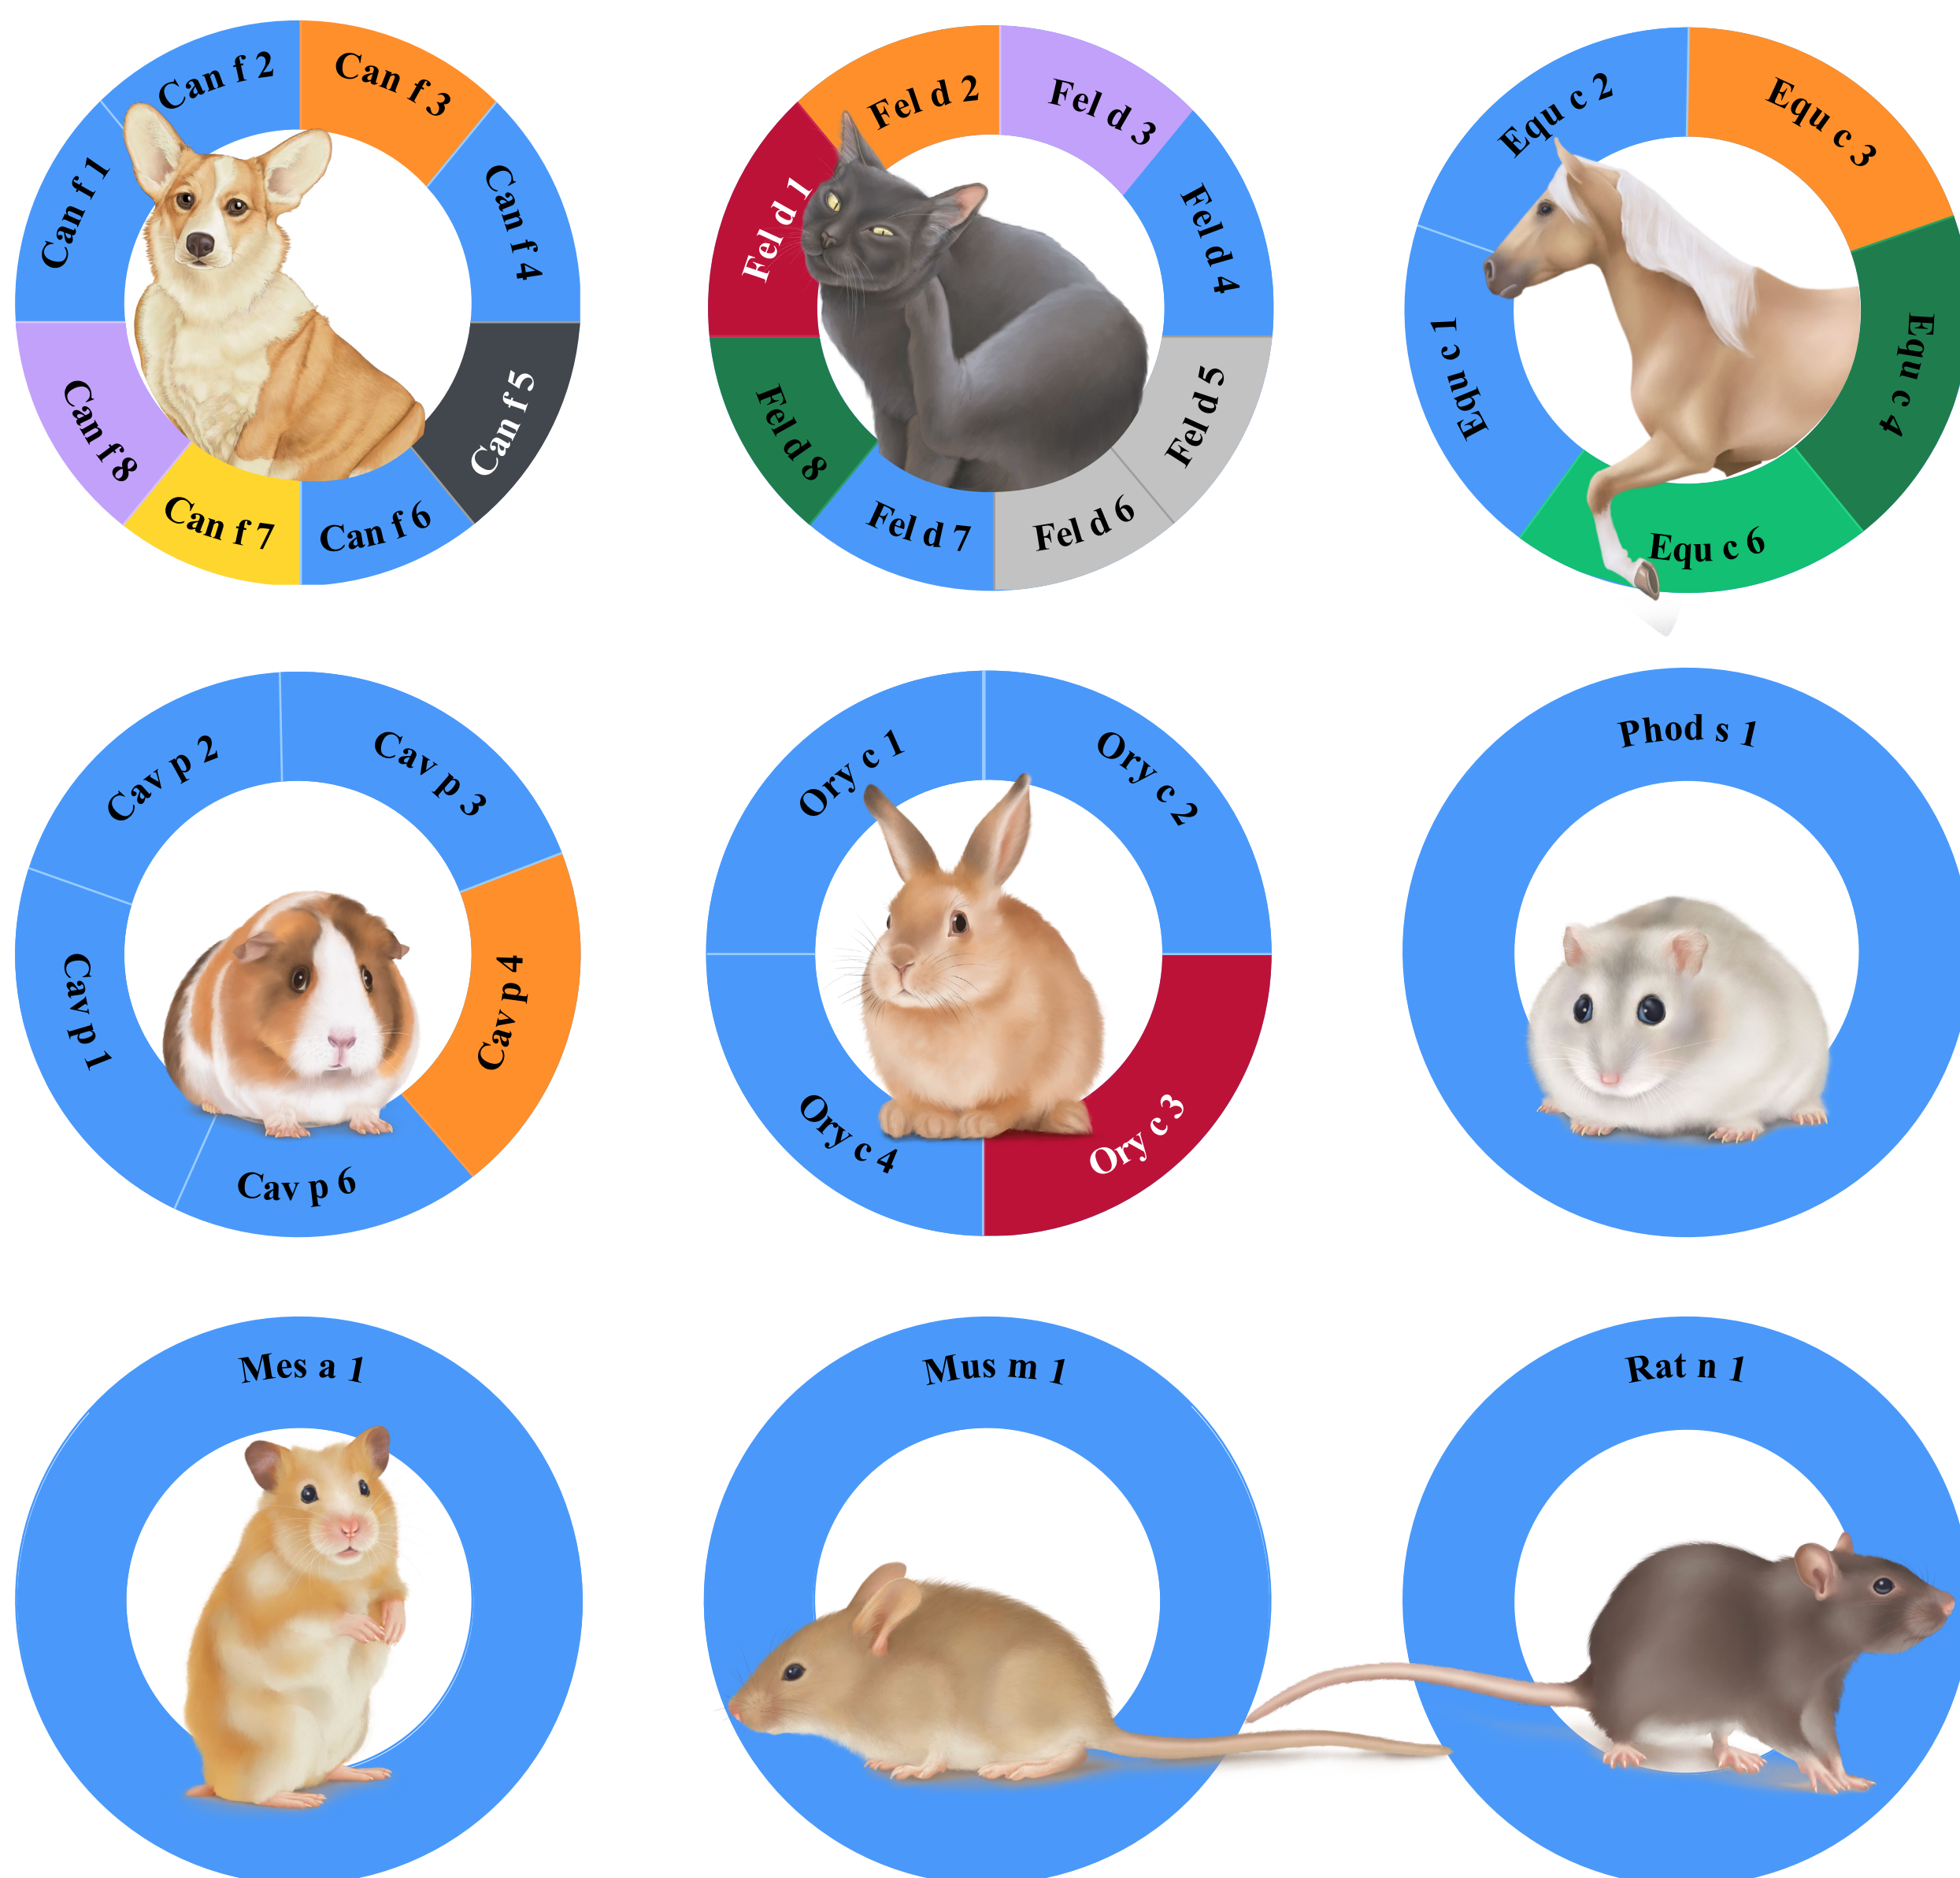 Can f 1
Can f 2
Can f 3
Can f 4
Can f 5
Can f 6
Can f 7
Can f 8
Fel d 1
Fel d 2
Fel d 3
Fel d 4
Fel d 5
Fel d 6
Fel d 7
Fel d 8
Equ c 1
Equ c 2
Equ c 3
Equ c 4
Equ c 6
Cav p 1
Cav p 2
Cav p 3
Cav p 4
Cav p 6
Ory c 1
Ory c 2
Ory c 3
Ory c 4
Phod s 1
Mes a 1
Mus m 1
Rat n 1